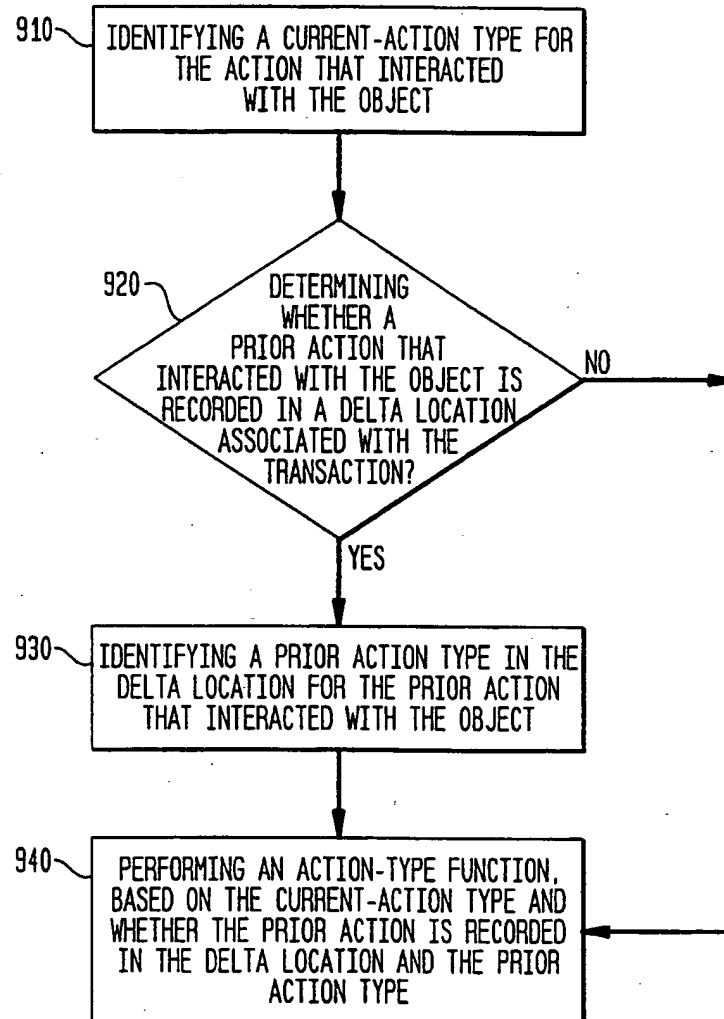 910
IDENTIFYING A CURRENT-ACTION TYPE FOR
THE ACTION THAT INTERACTED
WITH THE OBJECT
920
DETERMINING
WHETHER A
PRIOR ACTION THAT
INTERACTED WITH THE OBJECT IS
RECORDED IN A DELTA LOCATION
ASSOCIATED WITH THE
TRANSACTION?
NO
YES
930
IDENTIFYING A PRIOR ACTION TYPE IN THE
DELTA LOCATION FOR THE PRIOR ACTION
THAT INTERACTED WITH THE OBJECT
940
PERFORMING AN ACTION-TYPE FUNCTION,
BASED ON THE CURRENT-ACTION TYPE AND
WHETHER THE PRIOR ACTION IS RECORDED
IN THE DELTA LOCATION AND THE PRIOR
ACTION TYPE